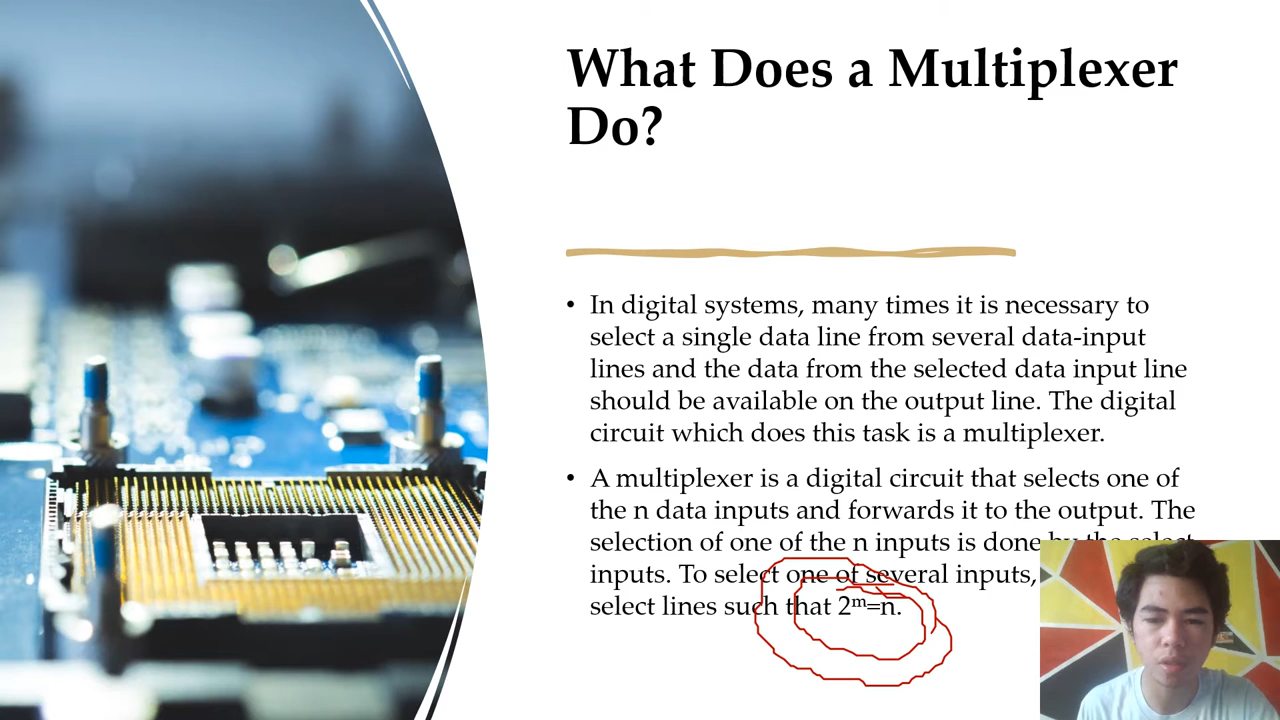 What Does a Multiplexer
Do?
• In digital systems, many times it is necessary to
select a single data line from several data-input
lines and the data from the selected data input line
should be available on the output line. The digital
circuit which does this task is a multiplexer.
• A multiplexer is a digital circuit that selects one of
the n data inputs and forwards it to the output. The
selection of one of the n inputs is done by the select
inputs. To select one of several inputs,
select lines such that 2ᵐ=n.